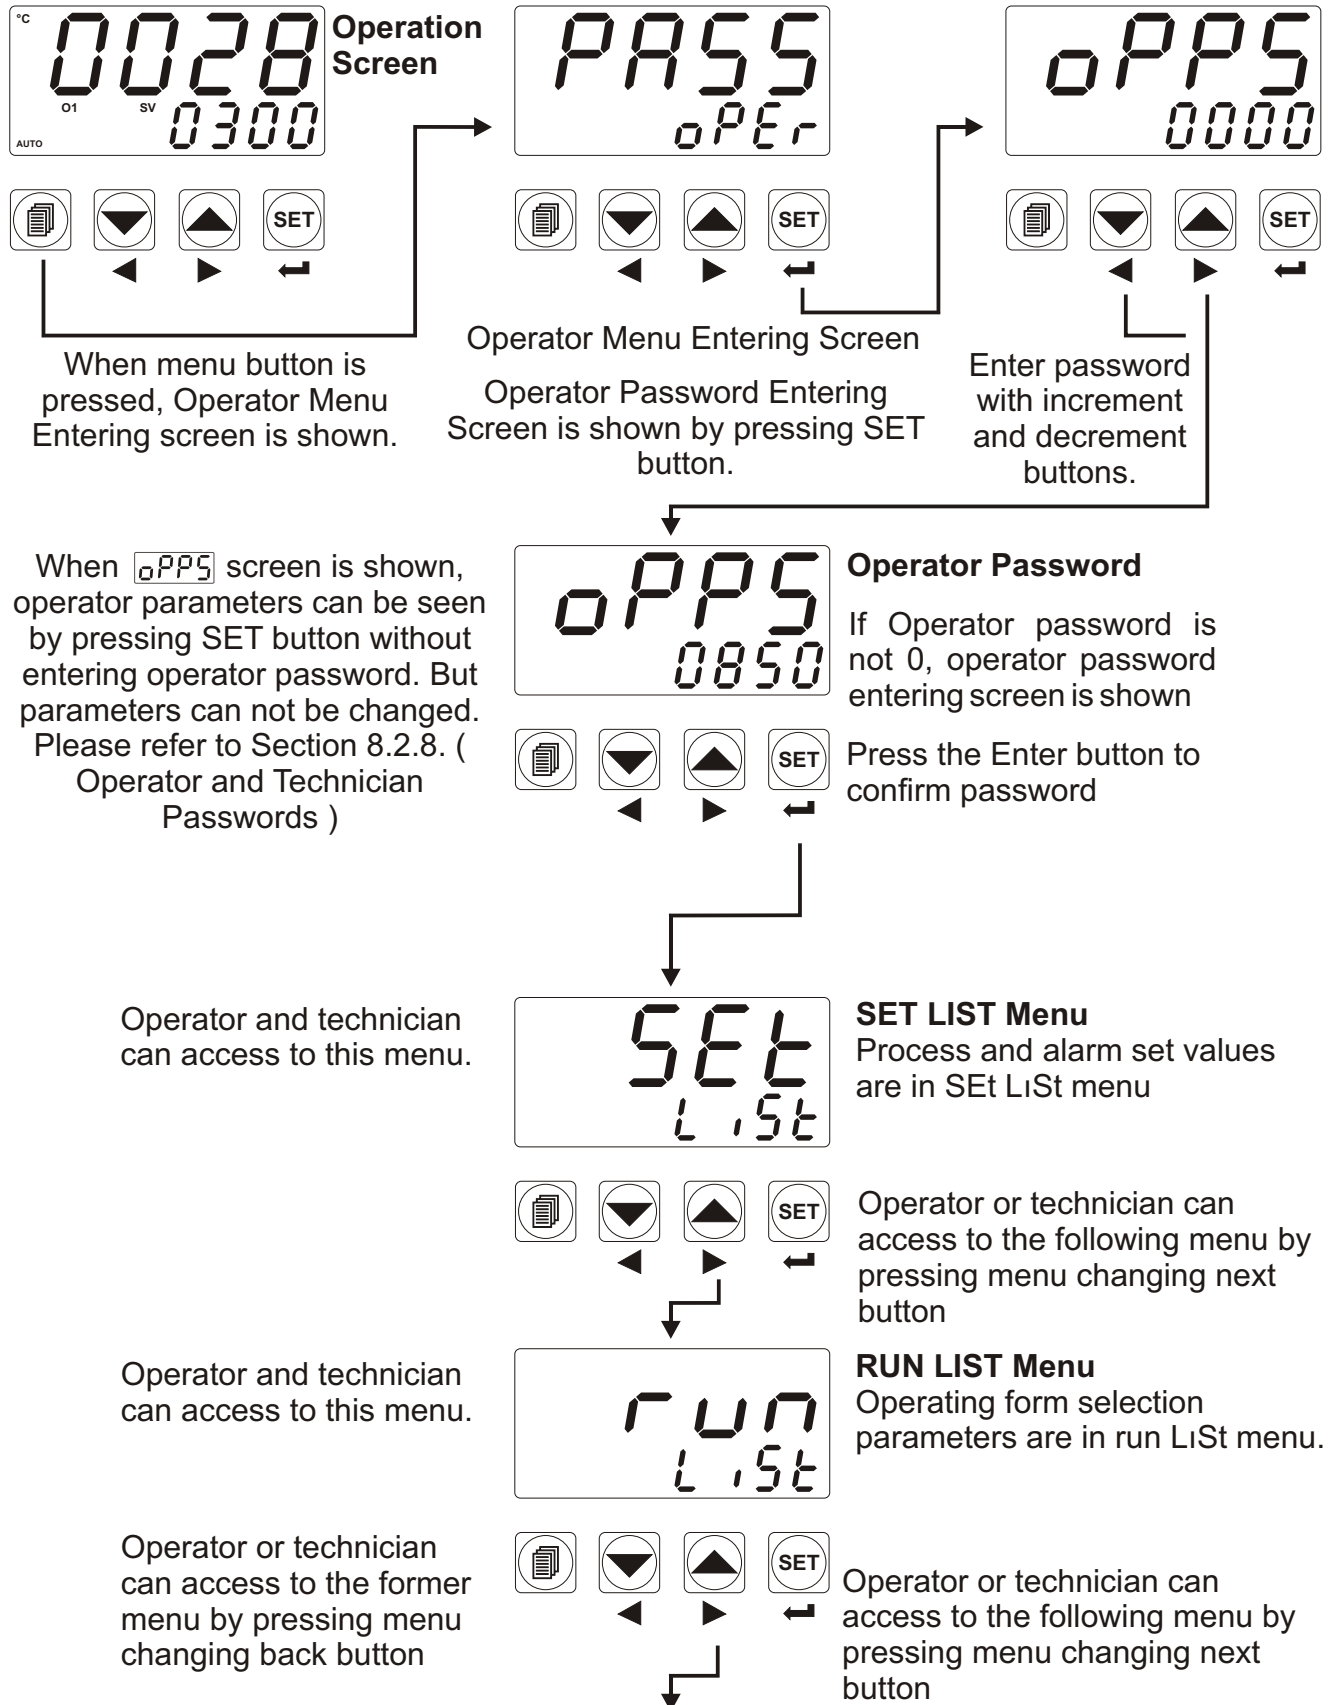 °C
0028
O1
SV
0300
AUTO
Operation
Screen
PASS
oPEr
oPPS
0000
SET
SET
SET
When menu button is
pressed, Operator Menu
Entering screen is shown.
Operator Menu Entering Screen
Operator Password Entering
Screen is shown by pressing SET
button.
Enter password
with increment
and decrement
buttons.
When oPPS screen is shown,
operator parameters can be seen
by pressing SET button without
entering operator password. But
parameters can not be changed.
Please refer to Section 8.2.8. (
Operator and Technician
Passwords )
oPPS
0850
SET
Operator Password
If Operator password is
not 0, operator password
entering screen is shown
Press the Enter button to
confirm password
Operator and technician
can access to this menu.
SEt
LıSt
SET
SET LIST Menu
Process and alarm set values
are in SEt LıSt menu
Operator or technician can
access to the following menu by
pressing menu changing next
button
Operator and technician
can access to this menu.
run
LıSt
RUN LIST Menu
Operating form selection
parameters are in run LıSt menu.
Operator or technician
can access to the former
menu by pressing menu
changing back button
SET
Operator or technician can
access to the following menu by
pressing menu changing next
button